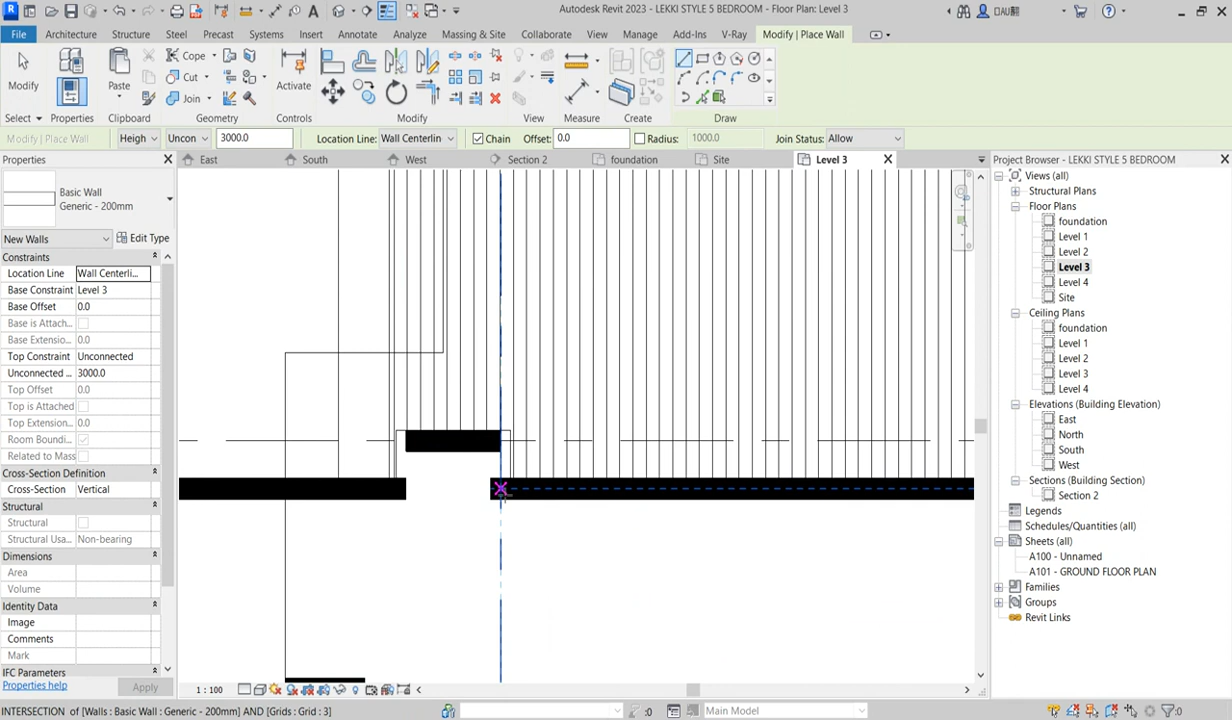 Autodesk Revit 2023 - LEKKI STYLE 5 BEDROOM - Floor Plan: Level 3
File Architecture Structure Steel Precast Systems Insert Annotate Analyze Massing & Site Collaborate View Manage Add-Ins V-Ray Modify | Place Wall
Modify
Properties
Paste
Cope
Cut
Join
Activate
Select Properties Clipboard Geometry Controls Modify View Measure Create Draw
Modify | Place Wall Heigh Uncon 3000.0 Location Line: Wall Centerlin Chain Offset: 0.0 Radius: 1000.0 Join Status: Allow
Properties
East South West Section 2 foundation Site Level 3
Project Browser - LEKKI STYLE 5 BEDROOM
Basic Wall
Generic - 200mm
New Walls Edit Type
Constraints
Location Line Wall Centerli...
Base Constraint Level 3
Base Offset 0.0
Base is Attach...
Base Extensio... 0.0
Top Constraint Unconnected
Unconnected ... 3000.0
Top Offset 0.0
Top is Attached
Top Extension... 0.0
Room Boundi...
Related to Mass
Cross-Section Definition
Cross-Section Vertical
Structural
Structural
Structural Usa... Non-bearing
Dimensions
Area
Volume
Identity Data
Image
Comments
Mark
IFC Parameters
Properties help Apply
Views (all)
Structural Plans
Floor Plans
foundation
Level 1
Level 2
Level 3
Level 4
Site
Ceiling Plans
foundation
Level 1
Level 2
Level 3
Level 4
Elevations (Building Elevation)
East
North
South
West
Sections (Building Section)
Section 2
Legends
Schedules/Quantities (all)
Sheets (all)
A100 - Unnamed
A101 - GROUND FLOOR PLAN
Families
Groups
Revit Links
1 : 100
INTERSECTION of [Walls : Basic Wall : Generic - 200mm] AND [Grids : Grid : 3] :0 Main Model :0